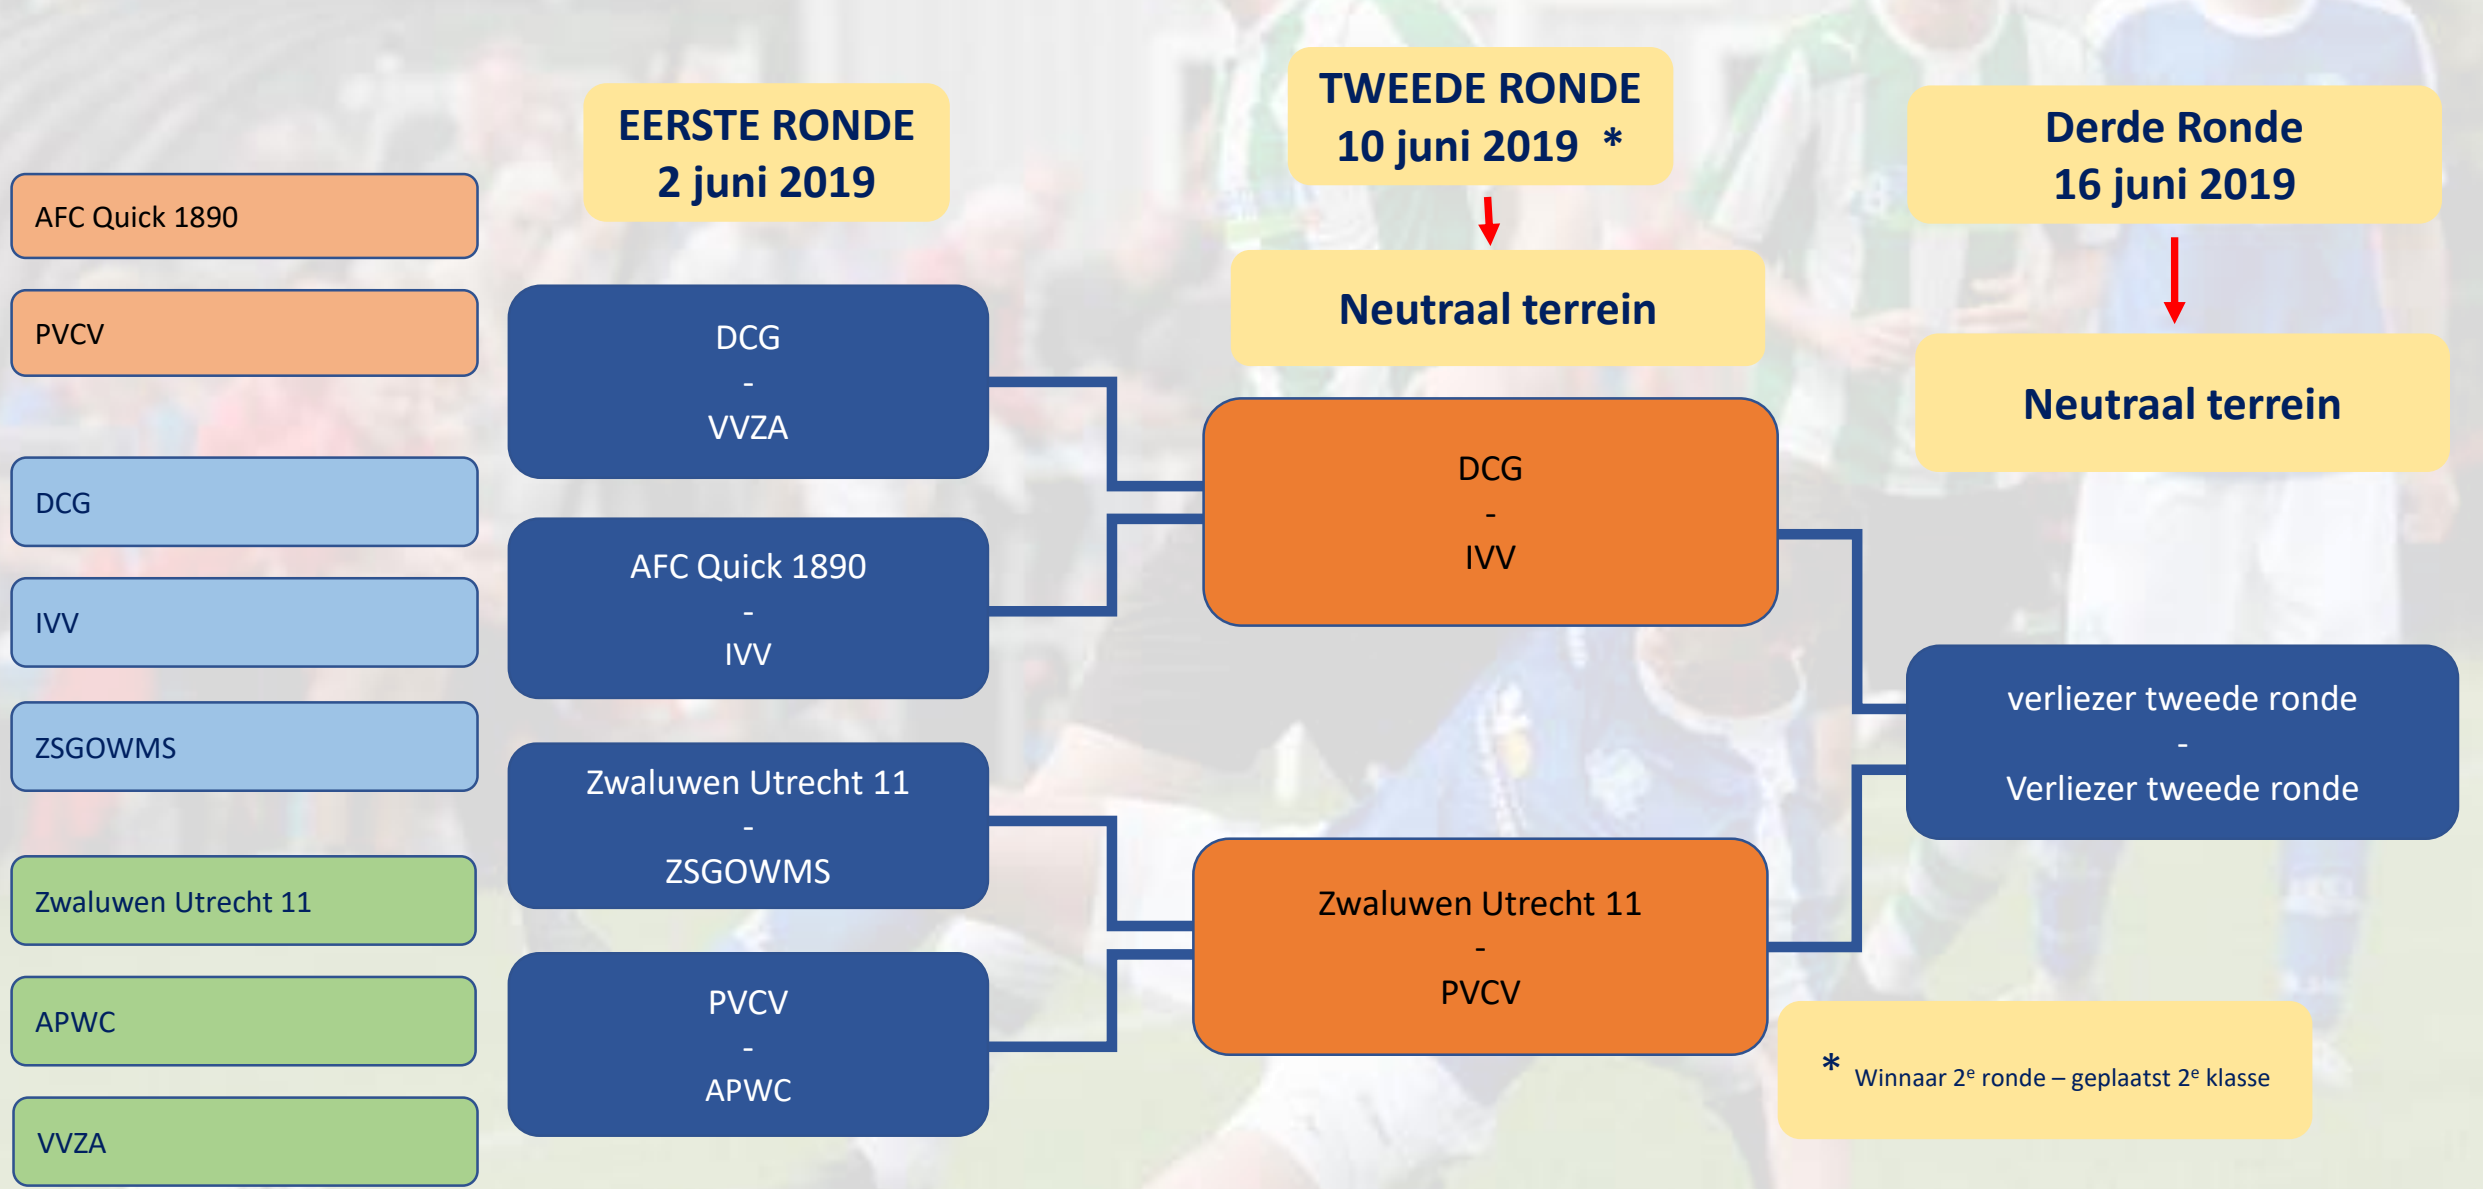 EERSTE RONDE
2 juni 2019
TWEEDE RONDE
10 juni 2019 *
Derde Ronde
16 juni 2019
AFC Quick 1890
PVCV
DCG
IVV
ZSGOWMS
Zwaluwen Utrecht 11
APWC
VVZA
DCG
-
VVZA
AFC Quick 1890
-
IVV
Zwaluwen Utrecht 11
-
ZSGOWMS
PVCV
-
APWC
Neutraal terrein
DCG
-
IVV
Zwaluwen Utrecht 11
-
PVCV
Neutraal terrein
verliezer tweede ronde
-
Verliezer tweede ronde
* Winnaar 2e ronde – geplaatst 2e klasse